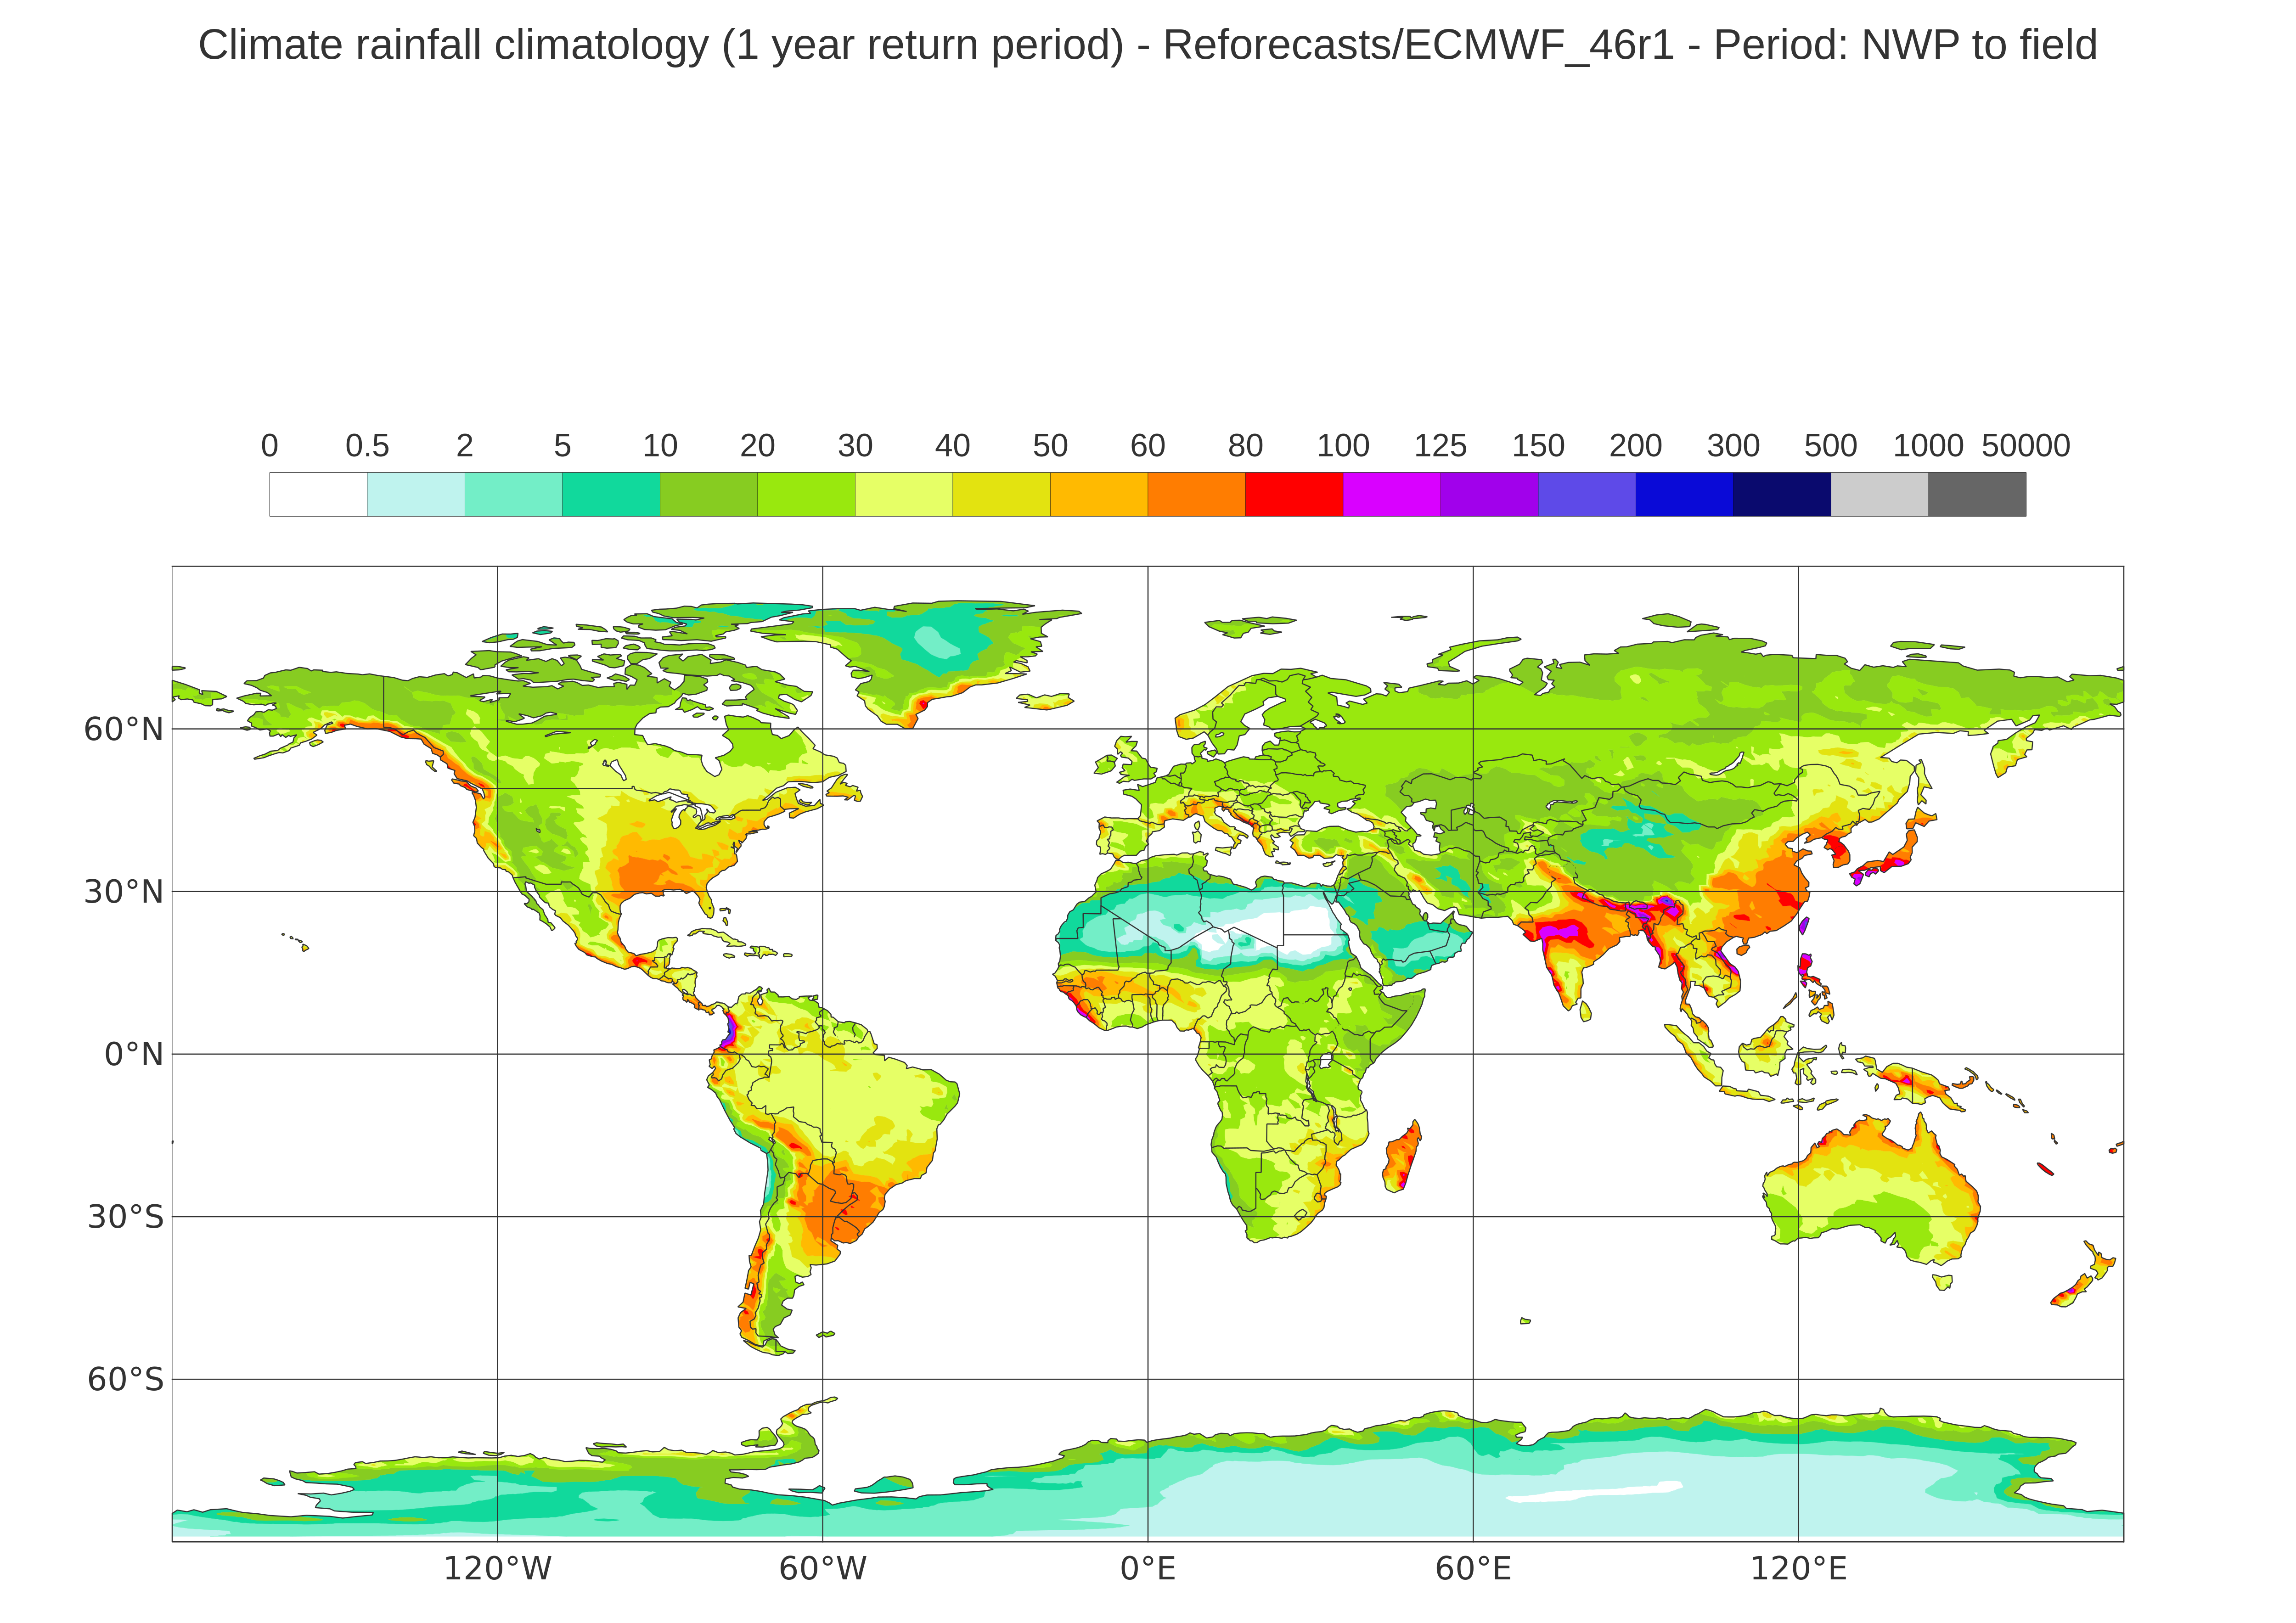 Climate rainfall climatology (1 year return period) - Reforecasts/ECMWF_46r1 - Period: NWP to field
0 0.5 2 5 10 20 30 40 50 60 80 100 125 150 200 300 500 1000 50000
60°N
30°N
0°N
30°S
60°S
120°W 60°W 0°E 60°E 120°E